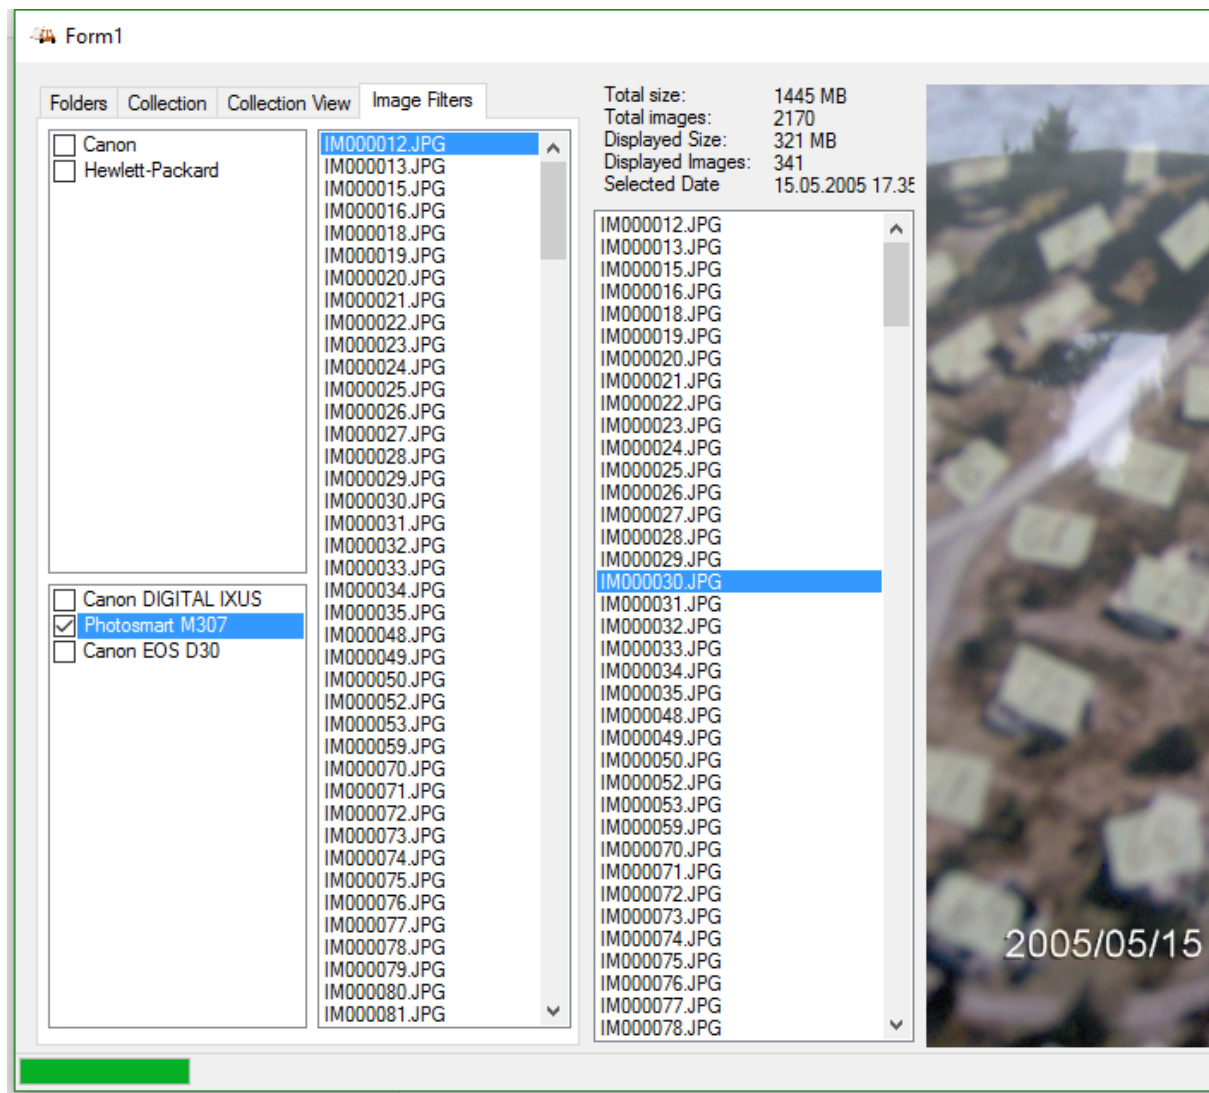 Form1
Folders Collection Collection View Image Filters
Canon
Hewlett-Packard
Canon DIGITAL IXUS
Photosmart M307
Canon EOS D30
IM000012.JPG
IM000013.JPG
IM000015.JPG
IM000016.JPG
IM000018.JPG
IM000019.JPG
IM000020.JPG
IM000021.JPG
IM000022.JPG
IM000023.JPG
IM000024.JPG
IM000025.JPG
IM000026.JPG
IM000027.JPG
IM000028.JPG
IM000029.JPG
IM000030.JPG
IM000031.JPG
IM000032.JPG
IM000033.JPG
IM000034.JPG
IM000035.JPG
IM000048.JPG
IM000049.JPG
IM000050.JPG
IM000052.JPG
IM000053.JPG
IM000059.JPG
IM000070.JPG
IM000071.JPG
IM000072.JPG
IM000073.JPG
IM000074.JPG
IM000075.JPG
IM000076.JPG
IM000077.JPG
IM000078.JPG
IM000079.JPG
IM000080.JPG
IM000081.JPG
Total size: 1445 MB
Total images: 2170
Displayed Size: 321 MB
Displayed Images: 341
Selected Date 15.05.2005 17.35
IM000012.JPG
IM000013.JPG
IM000015.JPG
IM000016.JPG
IM000018.JPG
IM000019.JPG
IM000020.JPG
IM000021.JPG
IM000022.JPG
IM000023.JPG
IM000024.JPG
IM000025.JPG
IM000026.JPG
IM000027.JPG
IM000028.JPG
IM000029.JPG
IM000030.JPG
IM000031.JPG
IM000032.JPG
IM000033.JPG
IM000034.JPG
IM000035.JPG
IM000048.JPG
IM000049.JPG
IM000050.JPG
IM000052.JPG
IM000053.JPG
IM000059.JPG
IM000070.JPG
IM000071.JPG
IM000072.JPG
IM000073.JPG
IM000074.JPG
IM000075.JPG
IM000076.JPG
IM000077.JPG
IM000078.JPG
2005/05/15